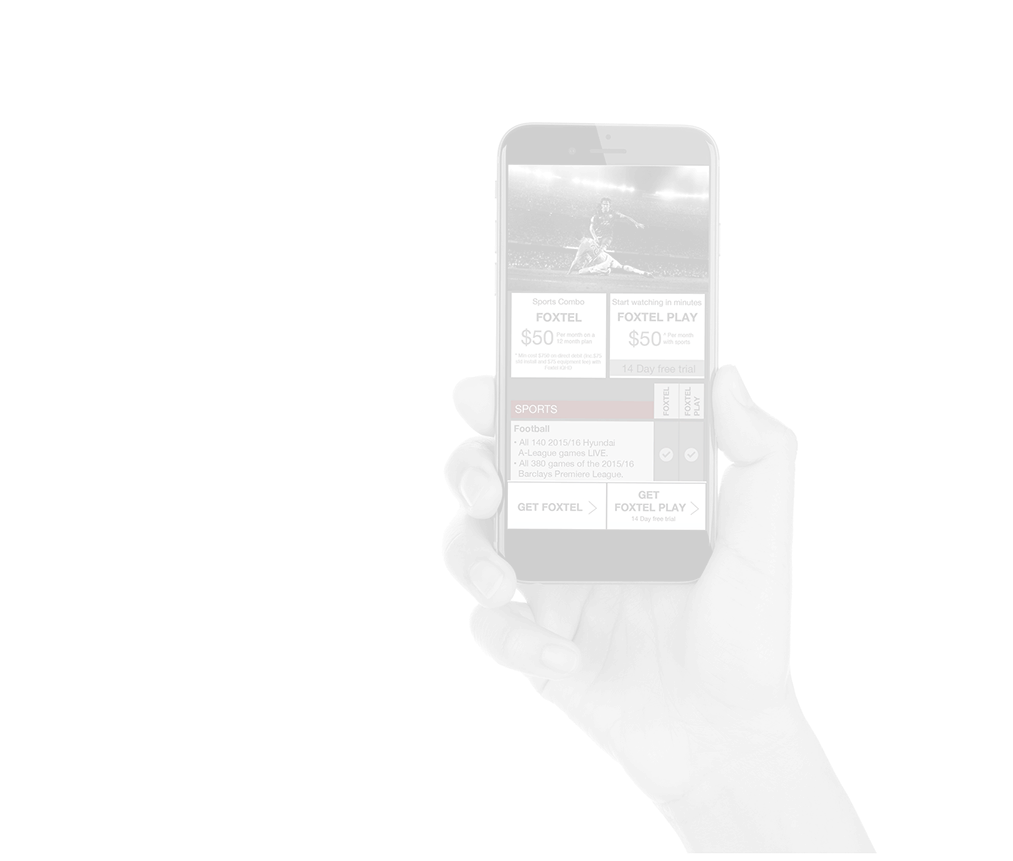 Sports Combo
FOXTEL
$50 Per month on a
12 month plan
Start watching in minutes
FOXTEL PLAY
$50 ^ Per month
with sports
14 Day free trial
SPORTS
FOXTEL
FOXTEL
PLAY
Football
• All 140 2015/16 Hyundai
A-League games LIVE.
• All 380 games of the 2015/16
Barclays Premiere League.
GET FOXTEL
GET
FOXTEL PLAY
14 Day free trial